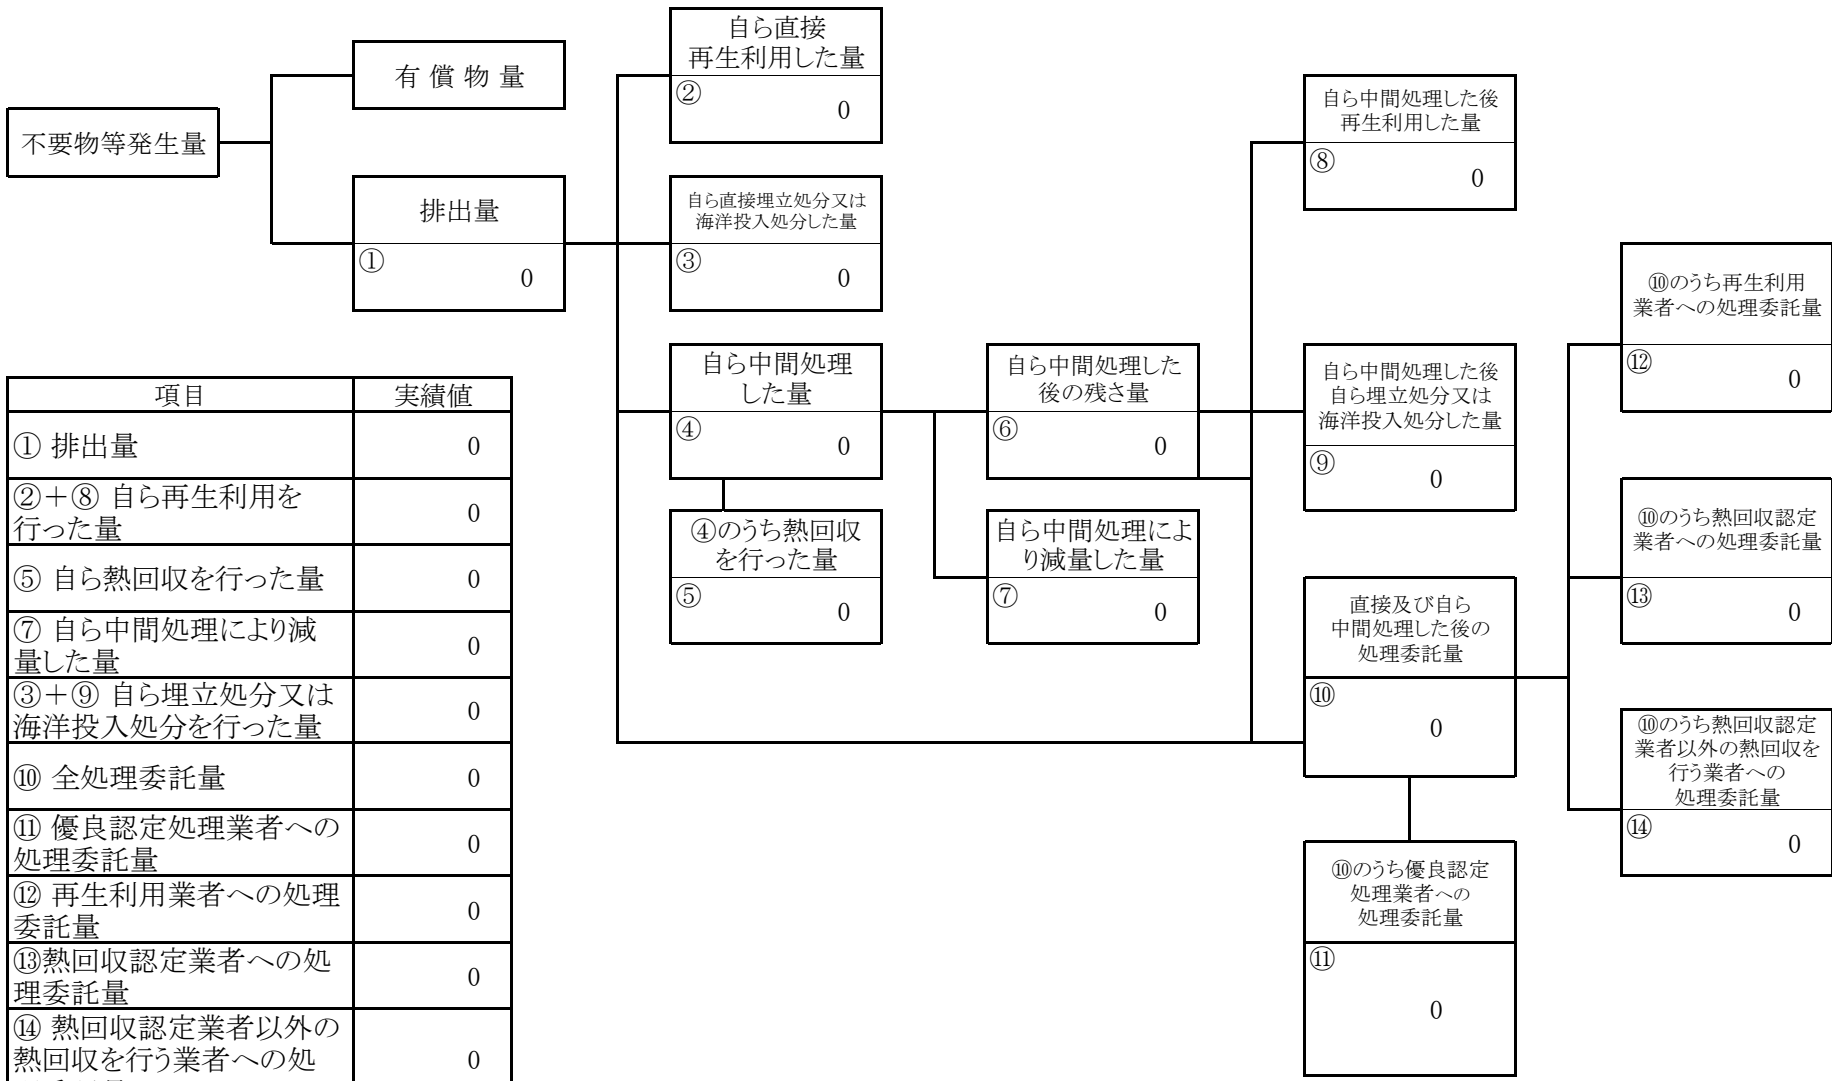 不要物等発生量
有 償 物 量
排出量
①
0
自ら直接
再生利用した量
②
0
自ら直接埋立処分又は
海洋投入処分した量
③
0
自ら中間処理
した量
④
0
④のうち熱回収
を行った量
⑤
0
自ら中間処理した
後の残さ量
⑥
0
自ら中間処理によ
り減量した量
⑦
0
自ら中間処理した後
再生利用した量
⑧
0
自ら中間処理した後
自ら埋立処分又は
海洋投入処分した量
⑨
0
直接及び自ら
中間処理した後の
処理委託量
⑩
0
⑩のうち優良認定
処理業者への
処理委託量
⑪
0
⑩のうち再生利用
業者への処理委託量
⑫
0
⑩のうち熱回収認定
業者への処理委託量
⑬
0
⑩のうち熱回収認定
業者以外の熱回収を
行う業者への
処理委託量
⑭
0
項目 実績値
① 排出量 0
②＋⑧ 自ら再生利用を
行った量 0
⑤ 自ら熱回収を行った量 0
⑦ 自ら中間処理により減
量した量 0
③＋⑨ 自ら埋立処分又は
海洋投入処分を行った量 0
⑩ 全処理委託量 0
⑪ 優良認定処理業者への
処理委託量 0
⑫ 再生利用業者への処理
委託量 0
⑬熱回収認定業者への処
理委託量 0
⑭ 熱回収認定業者以外の
熱回収を行う業者への処 0